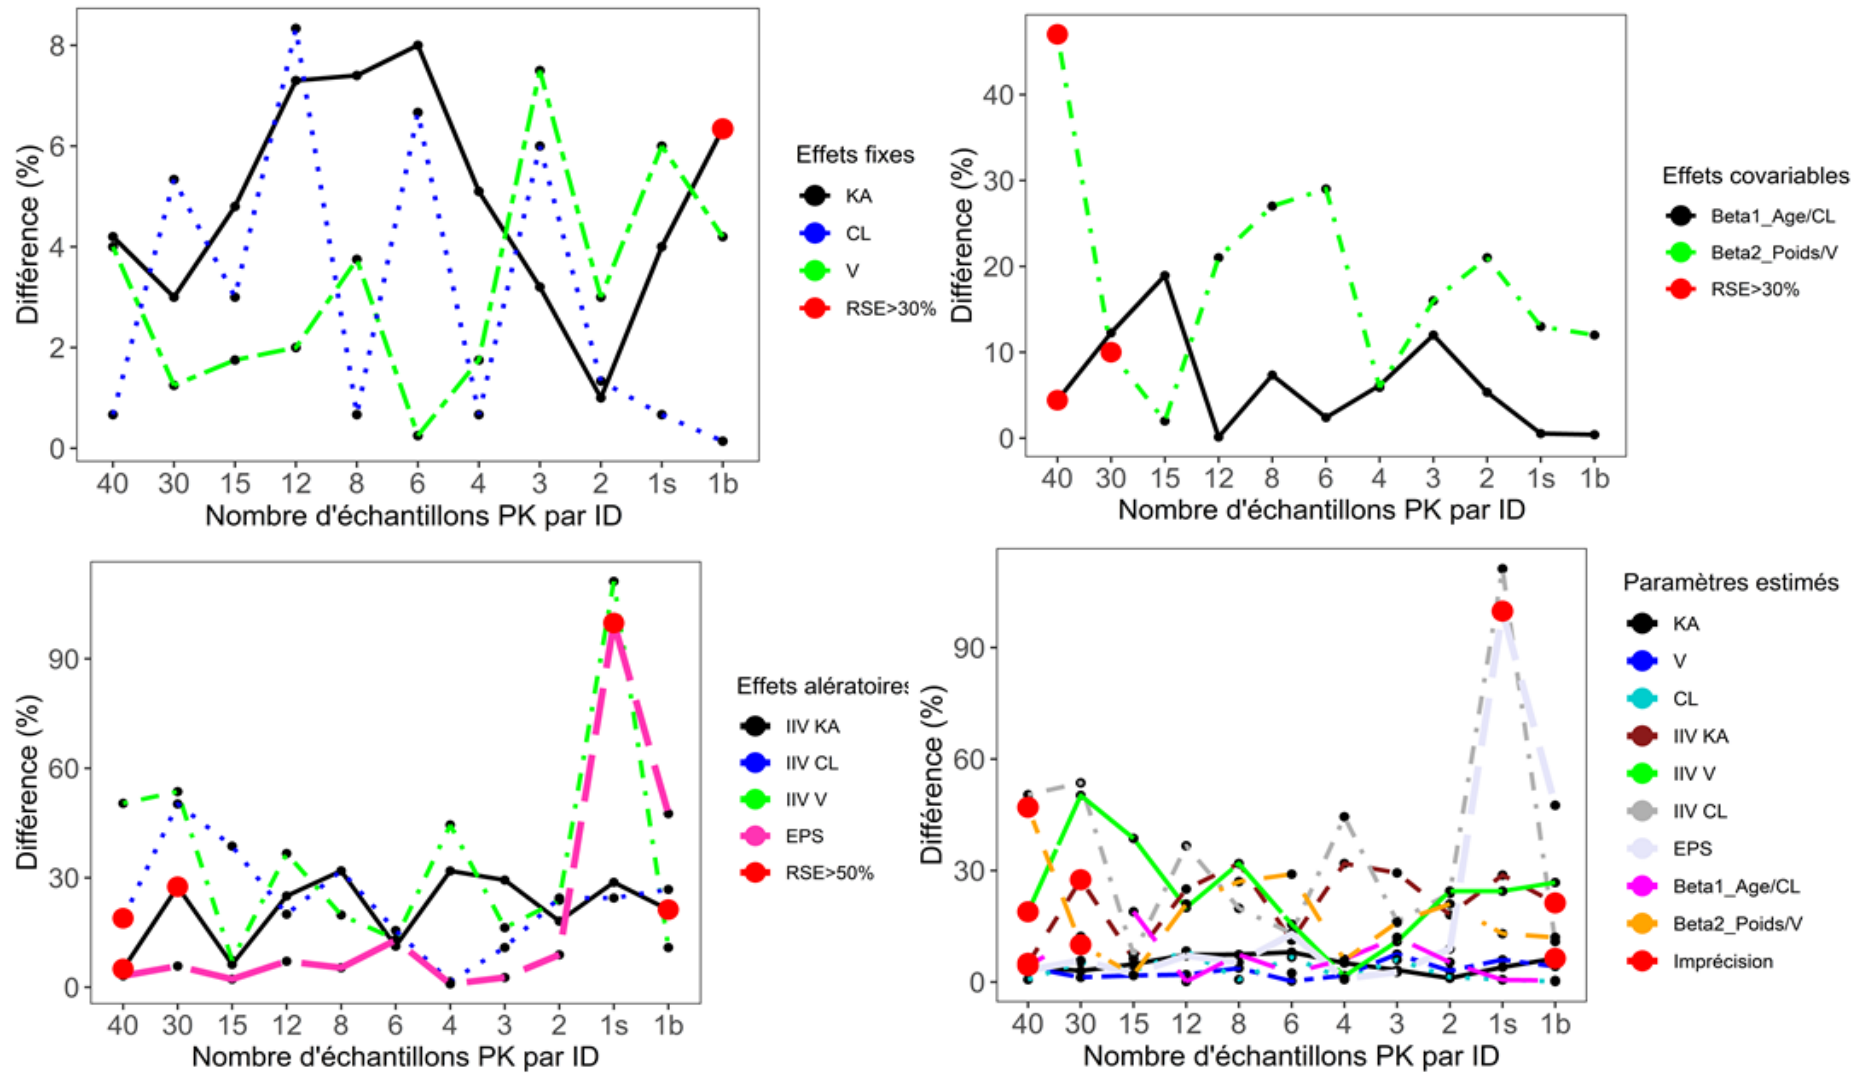 Différence (%)
8
6
4
2
0
40 30 15 12 8 6 4 3 2 1s 1b
Nombre d'échantillons PK par ID
Effets fixes
KA
CL
V
RSE>30%
Différence (%)
40
30
20
10
0
40 30 15 12 8 6 4 3 2 1s 1b
Nombre d'échantillons PK par ID
Effets covariables
Beta1_Age/CL
Beta2_Poids/V
RSE>30%
Différence (%)
90
60
30
0
40 30 15 12 8 6 4 3 2 1s 1b
Nombre d'échantillons PK par ID
Effets alératoires
IIV KA
IIV CL
IIV V
EPS
RSE>50%
Différence (%)
90
60
30
0
40 30 15 12 8 6 4 3 2 1s 1b
Nombre d'échantillons PK par ID
Paramètres estimés
KA
V
CL
IIV KA
IIV V
IIV CL
EPS
Beta1_Age/CL
Beta2_Poids/V
Imprécision